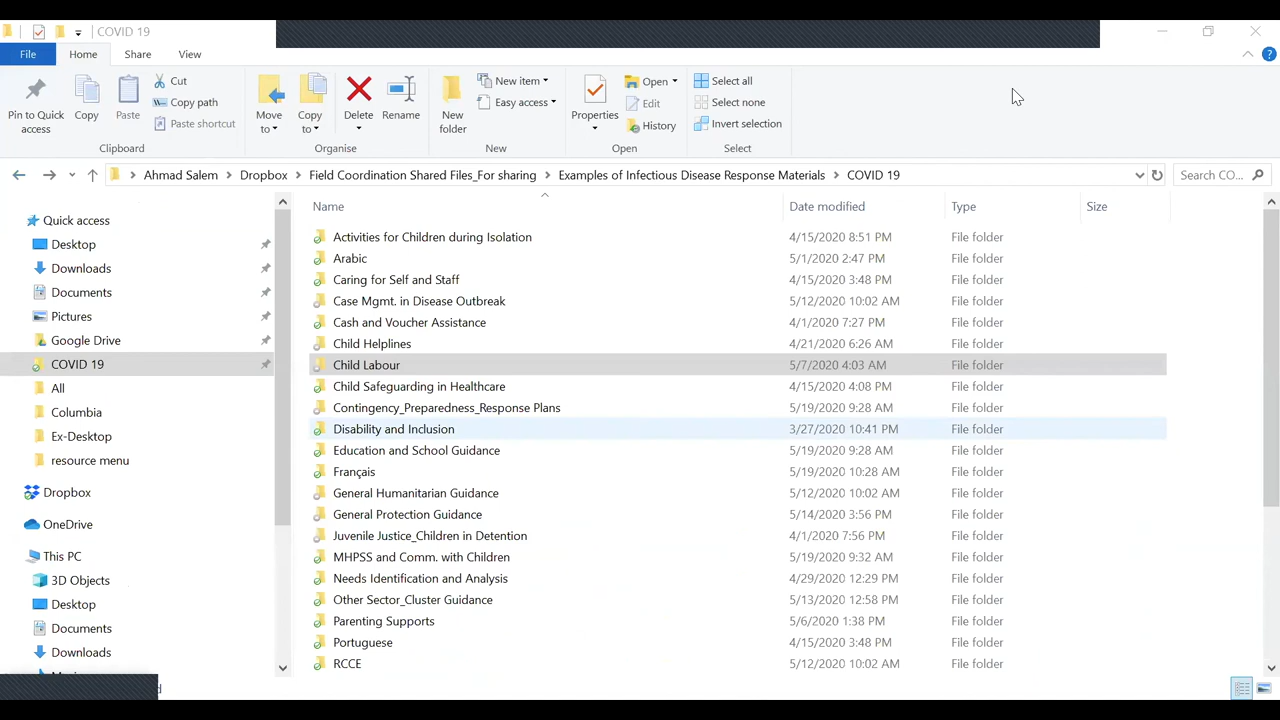 COVID 19
File Home Share View
Pin to Quick access
Copy
Paste
Cut
Copy path
Paste shortcut
Clipboard
Move to
Copy to
Delete
Rename
Organise
New folder
New item
Easy access
New
Properties
Open
Edit
History
Open
Select all
Select none
Invert selection
Select
Ahmad Salem > Dropbox > Field Coordination Shared Files_For sharing > Examples of Infectious Disease Response Materials > COVID 19
Search CO...
Quick access
Desktop
Downloads
Documents
Pictures
Google Drive
COVID 19
All
Columbia
Ex-Desktop
resource menu
Dropbox
OneDrive
This PC
3D Objects
Desktop
Documents
Downloads
Name Date modified Type Size
Activities for Children during Isolation 4/15/2020 8:51 PM File folder
Arabic 5/1/2020 2:47 PM File folder
Caring for Self and Staff 4/15/2020 3:48 PM File folder
Case Mgmt. in Disease Outbreak 5/12/2020 10:02 AM File folder
Cash and Voucher Assistance 4/1/2020 7:27 PM File folder
Child Helplines 4/21/2020 6:26 AM File folder
Child Labour 5/7/2020 4:03 AM File folder
Child Safeguarding in Healthcare 4/15/2020 4:08 PM File folder
Contingency_Preparedness_Response Plans 5/19/2020 9:28 AM File folder
Disability and Inclusion 3/27/2020 10:41 PM File folder
Education and School Guidance 5/19/2020 9:28 AM File folder
Français 5/19/2020 10:28 AM File folder
General Humanitarian Guidance 5/12/2020 10:02 AM File folder
General Protection Guidance 5/14/2020 3:56 PM File folder
Juvenile Justice_Children in Detention 4/1/2020 7:56 PM File folder
MHPSS and Comm. with Children 5/19/2020 9:32 AM File folder
Needs Identification and Analysis 4/29/2020 12:29 PM File folder
Other Sector_Cluster Guidance 5/13/2020 12:58 PM File folder
Parenting Supports 5/6/2020 1:38 PM File folder
Portuguese 4/15/2020 3:48 PM File folder
RCCE 5/12/2020 10:02 AM File folder